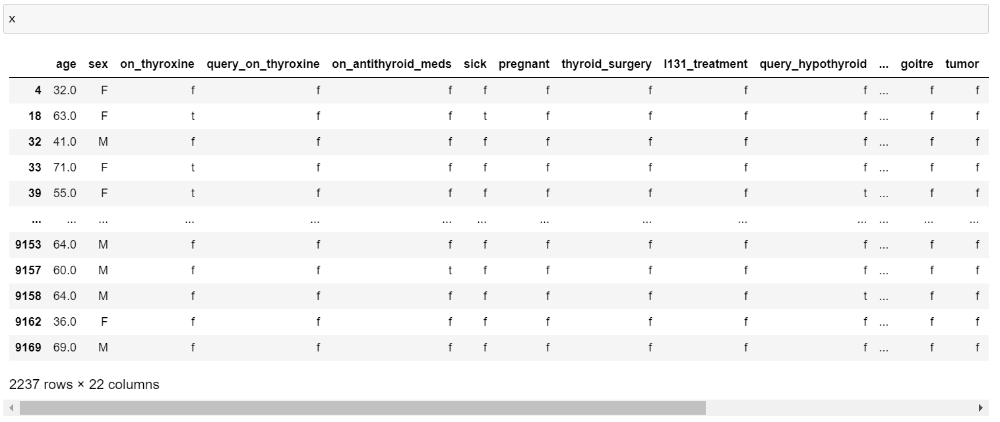 x
age sex on_thyroxine query_on_thyroxine on_antithyroid_meds sick pregnant thyroid_surgery I131_treatment query_hypothyroid ... goitre tumor
4 32.0 F f f f f f f f f ... f f
18 63.0 F t f f t f f f f ... f f
32 41.0 M f f f f f f f f ... f f
33 71.0 F t f f f f f f f ... f f
39 55.0 F t f f f f f f t ... f f
... ... ... ... ... ... ... ... ... ... ... ... ... ...
9153 64.0 M f f f f f f f f ... f f
9157 60.0 M f f t f f f f f ... f f
9158 64.0 M f f f f f f f t ... f f
9162 36.0 F f f f f f f f f ... f f
9169 69.0 M f f f f f f f f ... f f
2237 rows × 22 columns